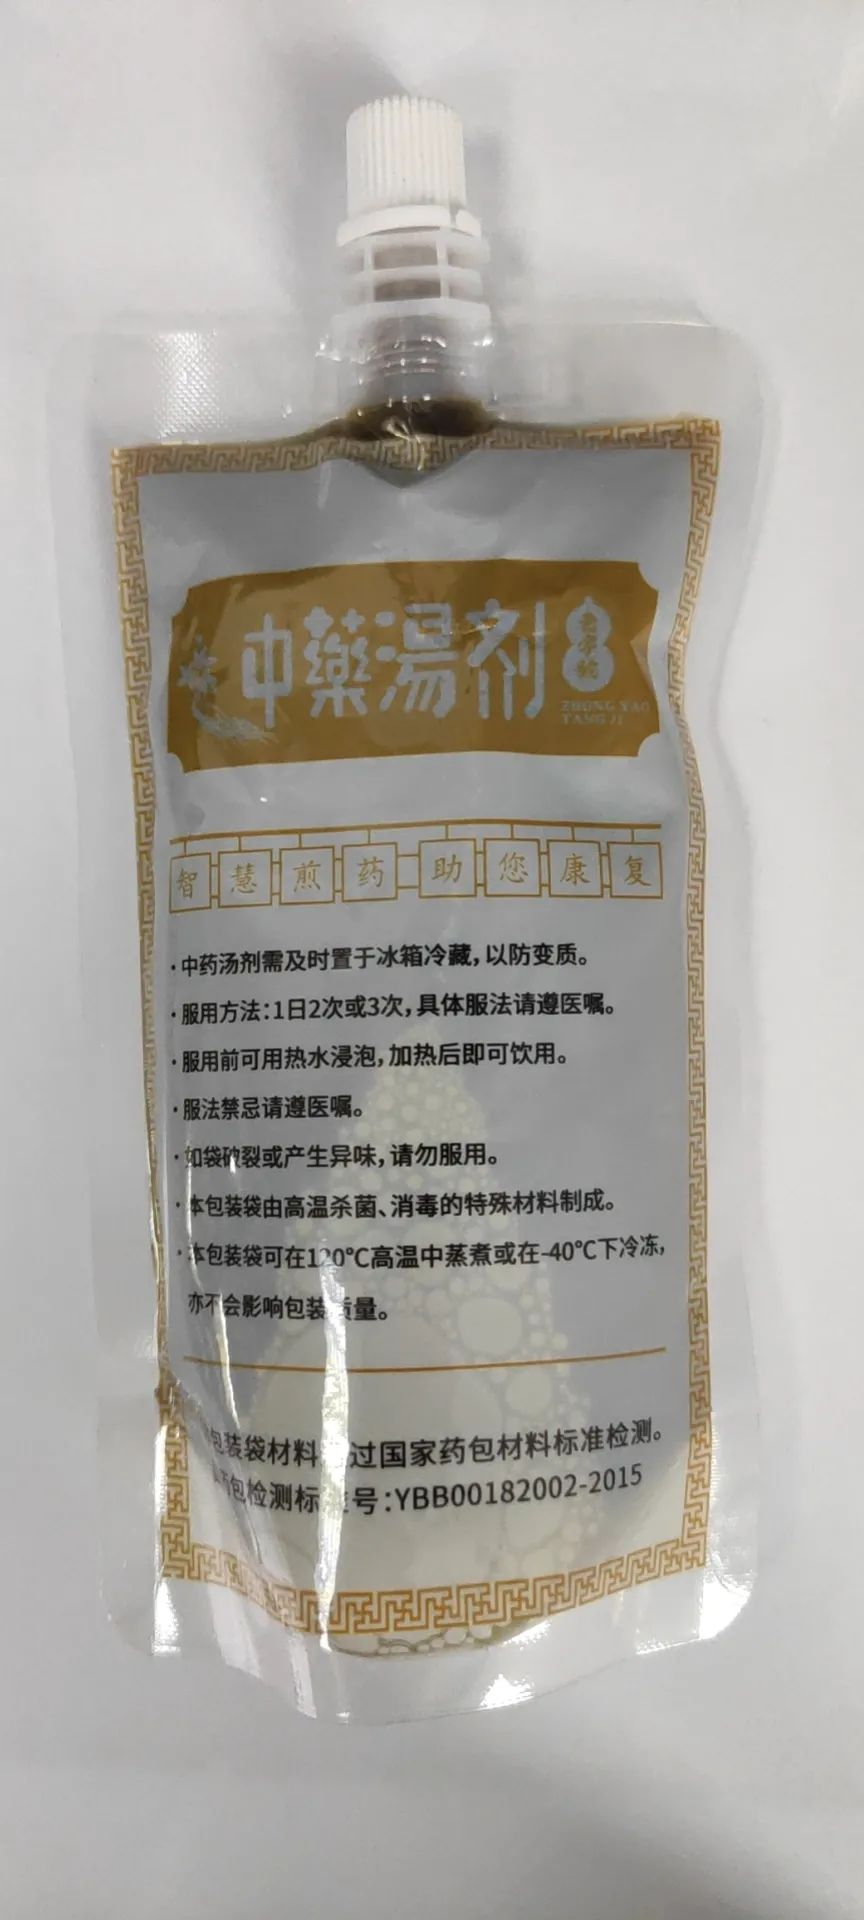 中藥湯剂
ZHONG YAO
TANG JI
智慧煎药助您康复
·中药汤剂需及时置于冰箱冷藏，以防变质。
·服用方法：1日2次或3次，具体服法请遵医嘱。
·服用前可用热水浸泡，加热后即可饮用。
·服法禁忌请遵医嘱。
·如袋破裂或产生异味，请勿服用。
·本包装袋由高温杀菌、消毒的特殊材料制成。
·本包装袋可在120°C高温中蒸煮或在-40°C下冷冻，
亦不会影响包装质量。
包装袋材料 过国家药包材料标准检测。
药包检测标准号：YBB00182002-2015